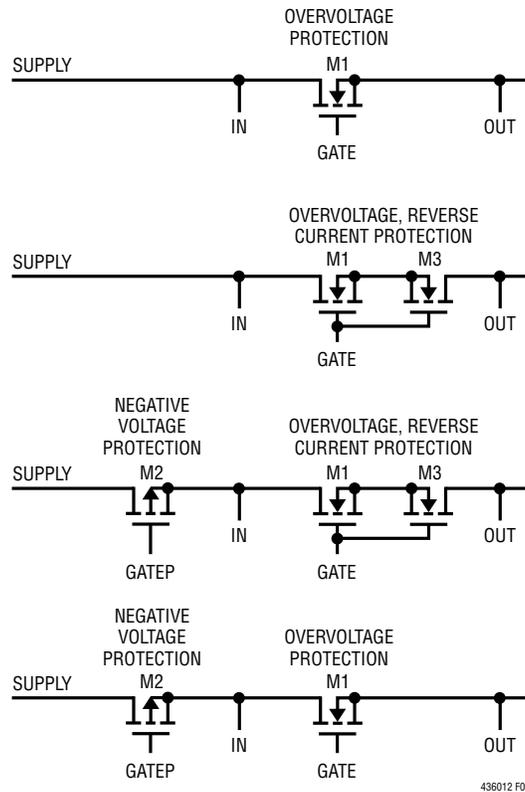 OVERVOLTAGE
PROTECTION
SUPPLY
M1
IN
OUT
GATE
OVERVOLTAGE, REVERSE
CURRENT PROTECTION
SUPPLY
M1
M3
IN
OUT
GATE
NEGATIVE
VOLTAGE
PROTECTION
OVERVOLTAGE, REVERSE
CURRENT PROTECTION
SUPPLY
M2
M1
M3
IN
OUT
GATEP
GATE
NEGATIVE
VOLTAGE
PROTECTION
OVERVOLTAGE
PROTECTION
SUPPLY
M2
M1
IN
OUT
GATEP
GATE
436012 F0